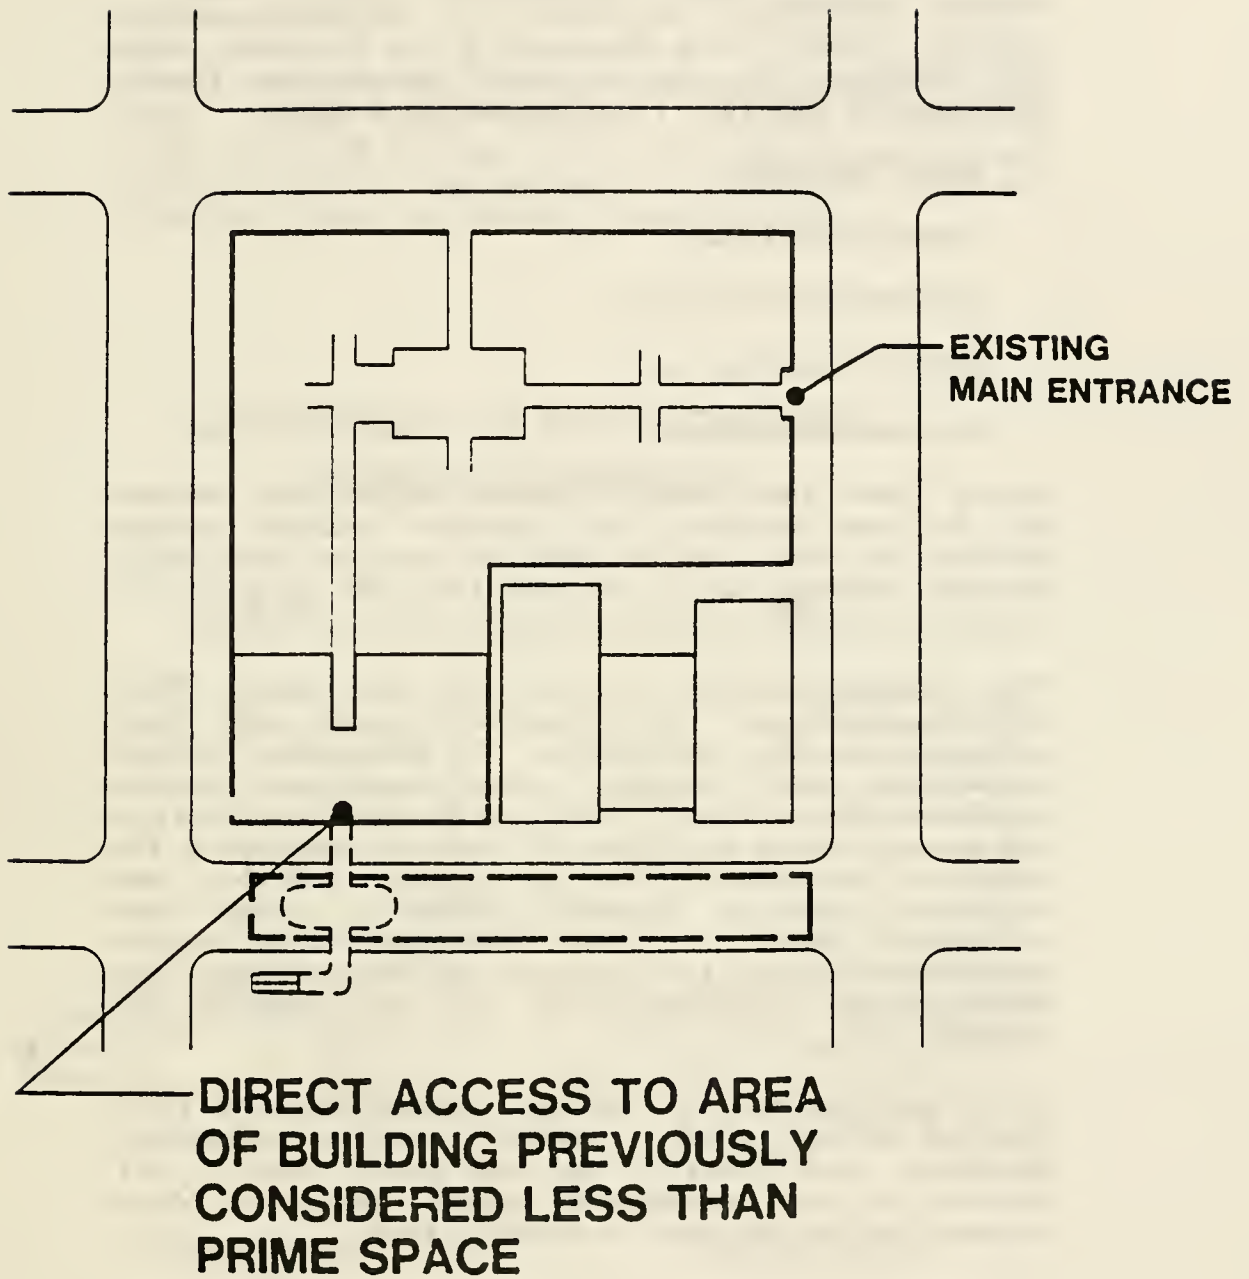 EXISTING
MAIN ENTRANCE
DIRECT ACCESS TO AREA
OF BUILDING PREVIOUSLY
CONSIDERED LESS THAN
PRIME SPACE